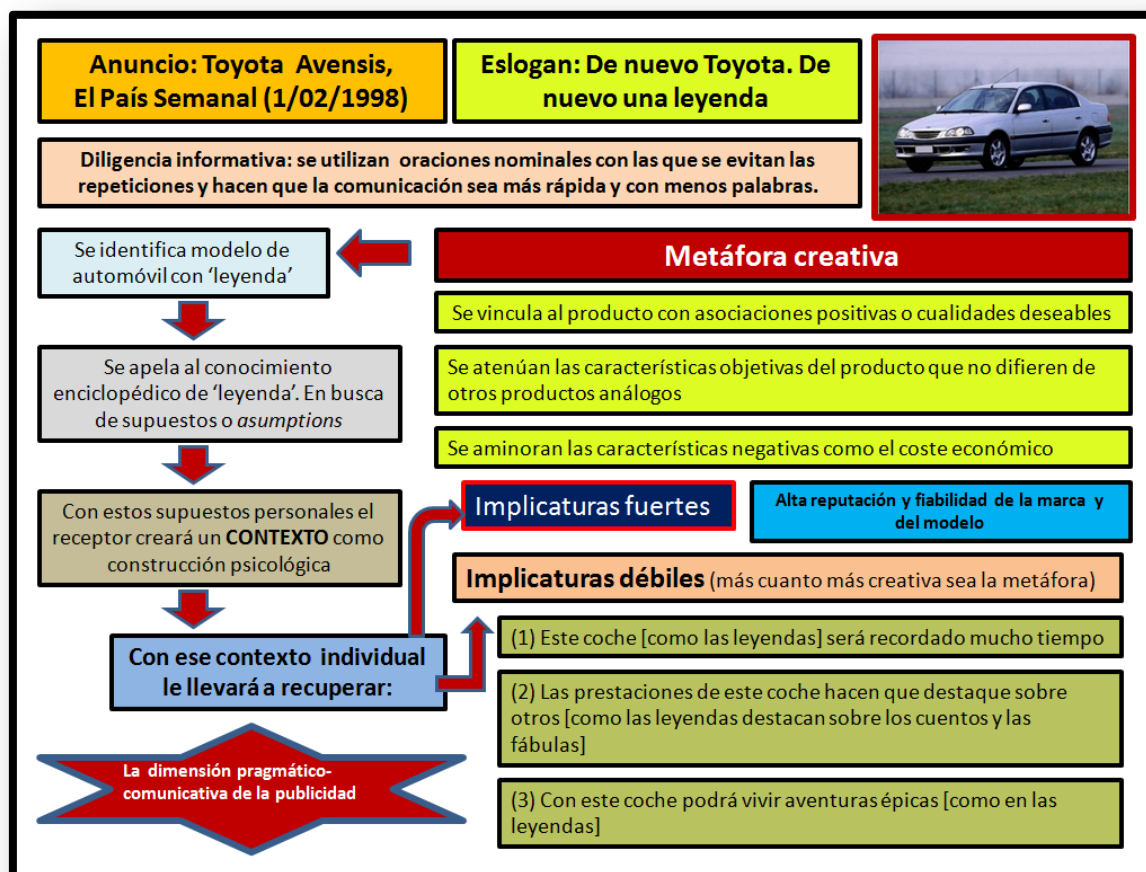 Anuncio: Toyota Avensis,
El País Semanal (1/02/1998)
Eslogan: De nuevo Toyota. De
nuevo una leyenda
Diligencia informativa: se utilizan oraciones nominales con las que se evitan las
repeticiones y hacen que la comunicación sea más rápida y con menos palabras.
Se identifica modelo de
automóvil con ‘leyenda’
Metáfora creativa
Se vincula al producto con asociaciones positivas o cualidades deseables
Se atenúan las características objetivas del producto que no difieren de
otros productos análogos
Se aminoran las características negativas como el coste económico
Se apela al conocimiento
enciclopédico de ‘leyenda’. En busca
de supuestos o asumptions
Con estos supuestos personales el
receptor creará un CONTEXTO como
construcción psicológica
Con ese contexto individual
le llevará a recuperar:
Implicaturas fuertes
Alta reputación y fiabilidad de la marca y
del modelo
Implicaturas débiles (más cuanto más creativa sea la metáfora)
(1) Este coche [como las leyendas] será recordado mucho tiempo
(2) Las prestaciones de este coche hacen que destaque sobre
otros [como las leyendas destacan sobre los cuentos y las
fábulas]
(3) Con este coche podrá vivir aventuras épicas [como en las
leyendas]
La dimensión pragmático-
comunicativa de la publicidad